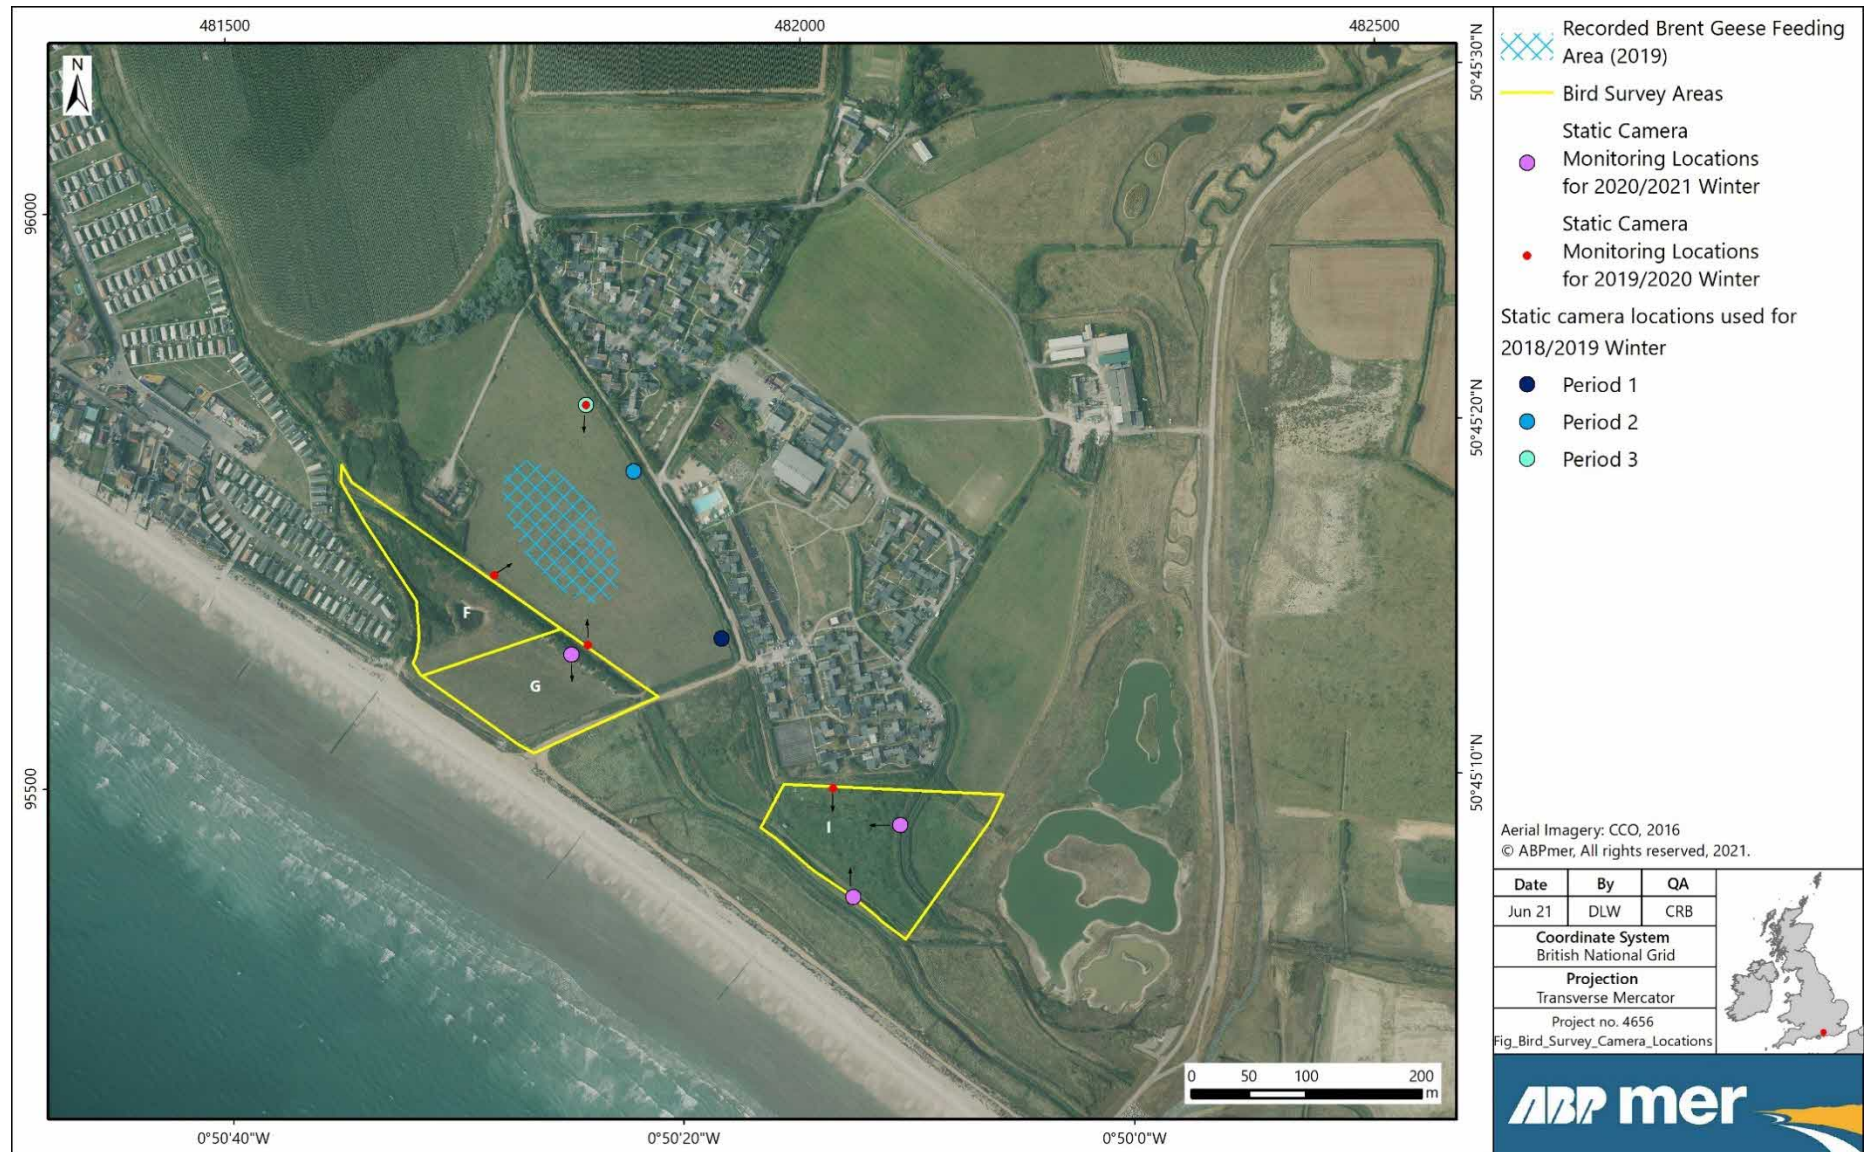 481500
482000
482500
N
96000
95500
50°45'30"N
50°45'20"N
50°45'10"N
F
G
I
0 50 100 200
m
0°50'40"W
0°50'20"W
0°50'0"W
Recorded Brent Geese Feeding
Area (2019)
Bird Survey Areas
Static Camera
Monitoring Locations
for 2020/2021 Winter
Static Camera
Monitoring Locations
for 2019/2020 Winter
Static camera locations used for
2018/2019 Winter
Period 1
Period 2
Period 3
Aerial Imagery: CCO, 2016
© ABPmer, All rights reserved, 2021.
Date By QA
Jun 21 DLW CRB
Coordinate System
British National Grid
Projection
Transverse Mercator
Project no. 4656
Fig_Bird_Survey_Camera_Locations
ABPmer